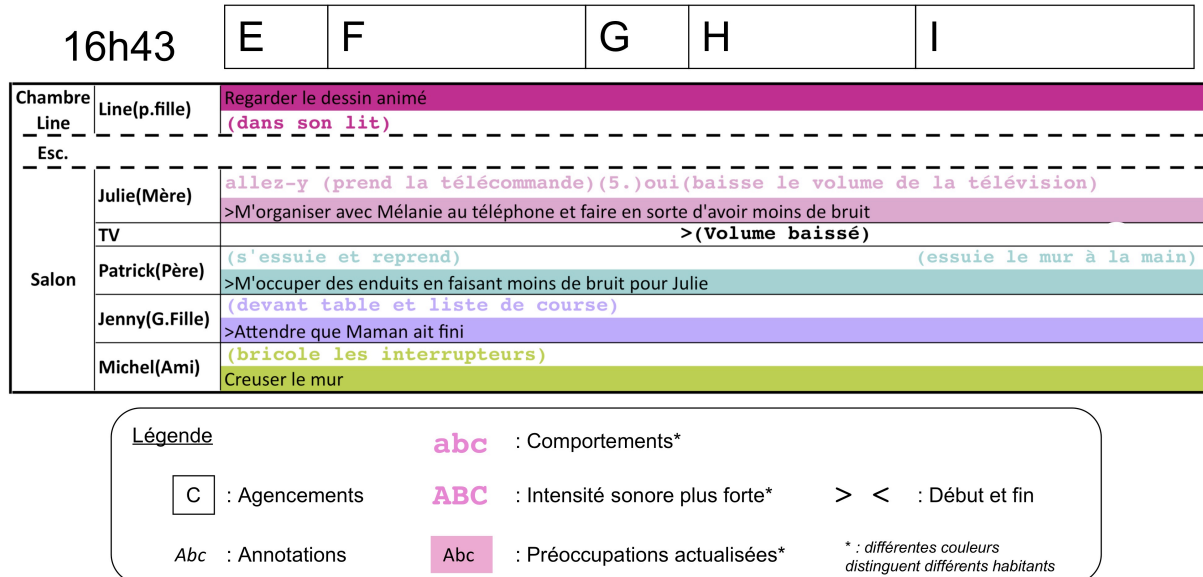 16h43 E F G H I
Chambre Line Line(p.fille) Regarder le dessin animé
(dans son lit)
Esc.
Salon
Julie(Mère) allez-y (prend la télécommande)(5.)oui(baisse le volume de la télévision)
>M'organiser avec Mélanie au téléphone et faire en sorte d'avoir moins de bruit
TV >(Volume baissé)
Patrick(Père) (s'essuie et reprend) (essuie le mur à la main)
>M'occuper des enduits en faisant moins de bruit pour Julie
Jenny(G.Fille) (devant table et liste de course)
>Attendre que Maman ait fini
Michel(Ami) (bricole les interrupteurs)
Creuser le mur
Légende
abc : Comportements*
C : Agencements ABC : Intensité sonore plus forte* > < : Début et fin
Abc : Annotations Abc : Préoccupations actualisées* * : différentes couleurs
distinguent différents habitants